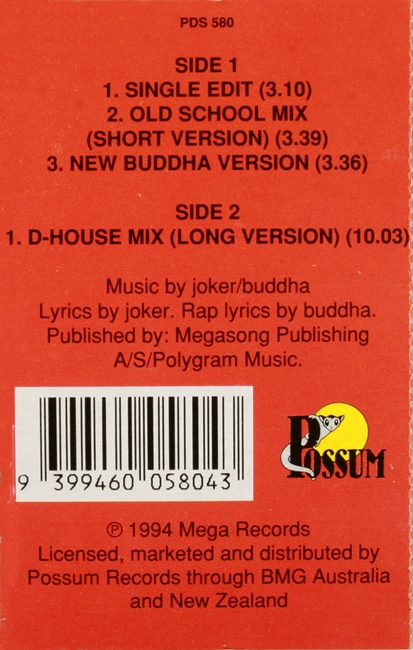 PDS 580
SIDE 1
1. SINGLE EDIT (3.10)
2. OLD SCHOOL MIX
(SHORT VERSION) (3.39)
3. NEW BUDDHA VERSION (3.36)
SIDE 2
1. D-HOUSE MIX (LONG VERSION) (10.03)
Music by joker/buddha
Lyrics by joker. Rap lyrics by buddha.
Published by: Megasong Publishing
A/S/Polygram Music.
9 399460 058043
POSSUM
℗ 1994 Mega Records
Licensed, marketed and distributed by
Possum Records through BMG Australia
and New Zealand